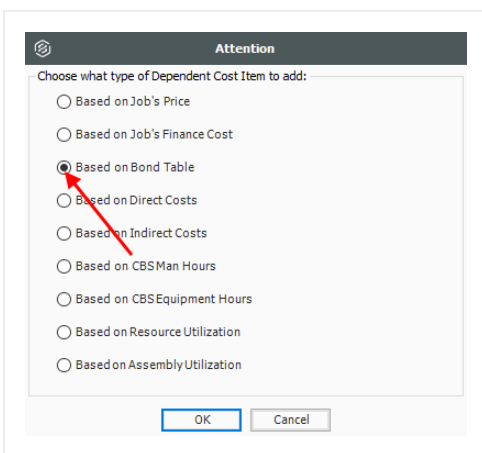 Attention
Choose what type of Dependent Cost Item to add:
Based on Job's Price
Based on Job's Finance Cost
Based on Bond Table
Based on Direct Costs
Based on Indirect Costs
Based on CBS Man Hours
Based on CBS Equipment Hours
Based on Resource Utilization
Based on Assembly Utilization
OK Cancel